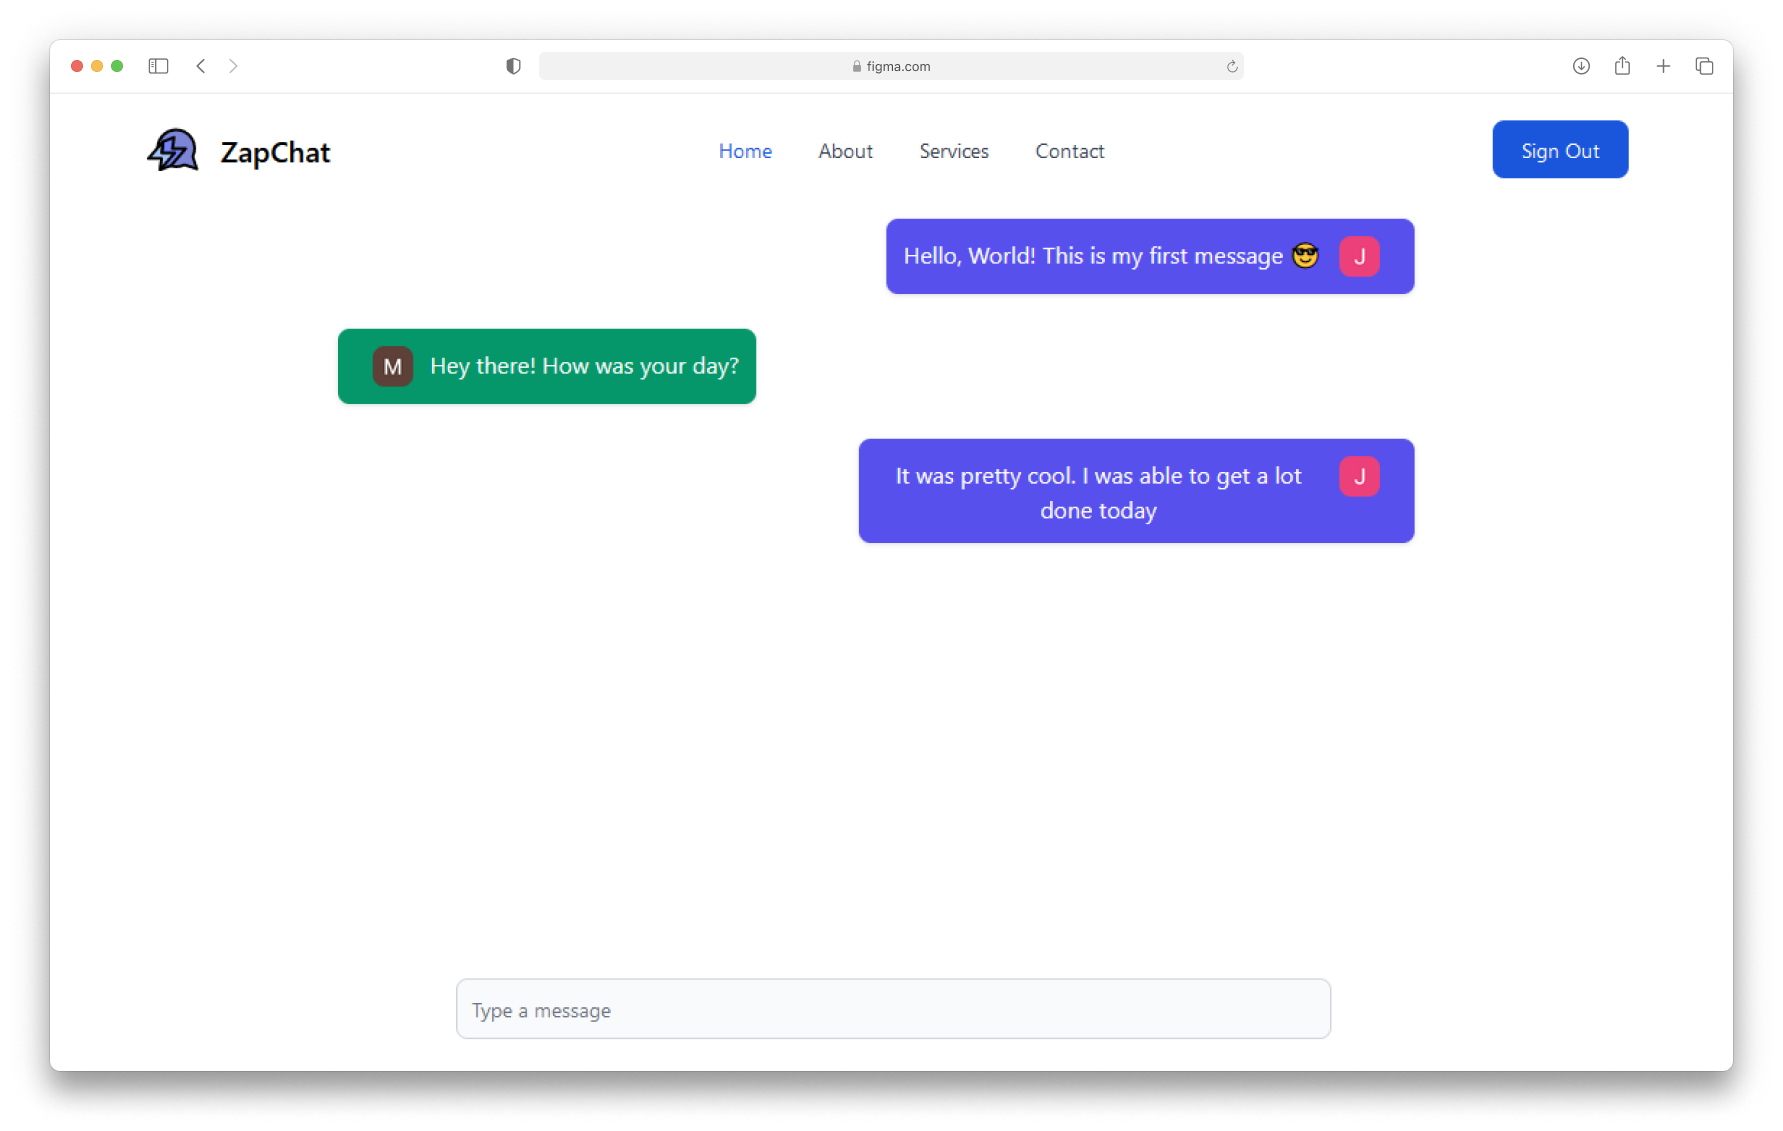 figma.com
ZapChat
Home
About
Services
Contact
Sign Out
Hello, World! This is my first message 😎
J
M
Hey there! How was your day?
It was pretty cool. I was able to get a lot
done today
J
Type a message